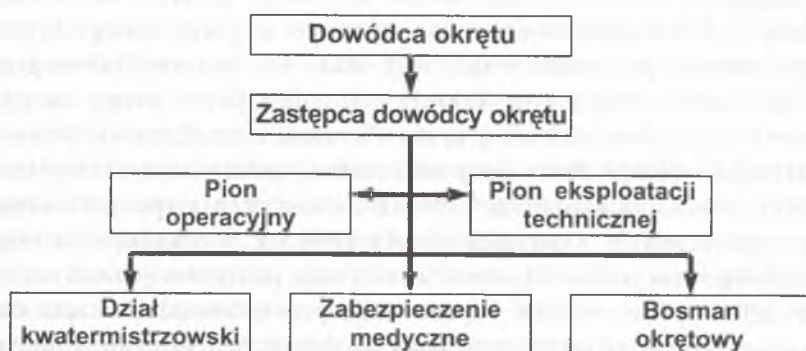 Dowódca okrętu
Zastępca dowódcy okrętu
Pion
operacyjny
Pion eksploatacji
technicznej
Dział
kwatermistrzowski
Zabezpieczenie
medyczne
Bosman
okrętowy